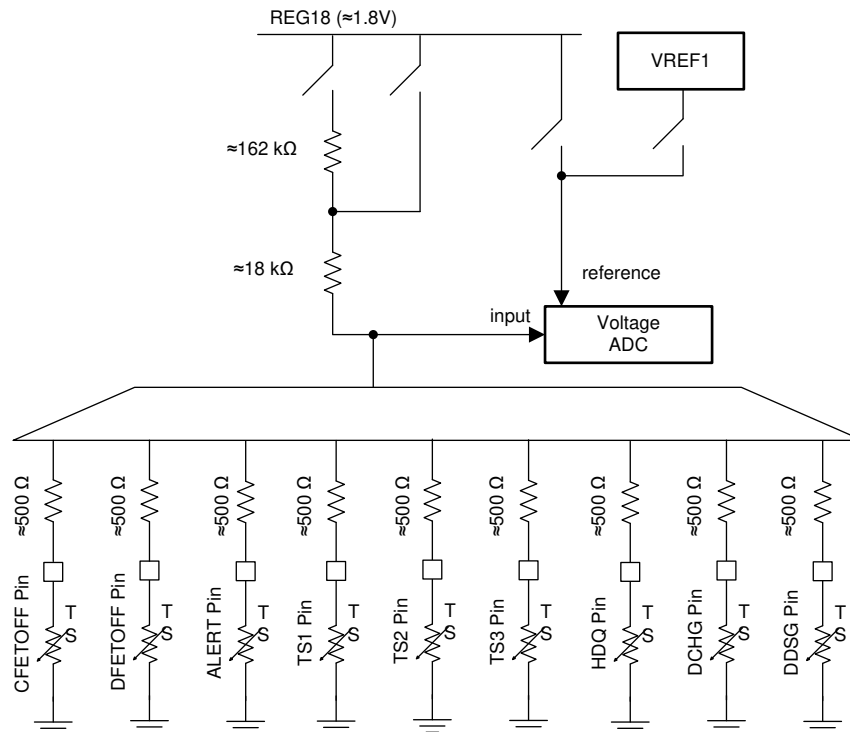 REG18 (≈1.8V)
VREF1
≈162 kΩ
≈18 kΩ
reference
input
Voltage
ADC
≈500 Ω
≈500 Ω
≈500 Ω
≈500 Ω
≈500 Ω
≈500 Ω
≈500 Ω
≈500 Ω
≈500 Ω
CFETOFF Pin
DFETOFF Pin
ALERT Pin
TS1 Pin
TS2 Pin
TS3 Pin
HDQ Pin
DCHG Pin
DDSG Pin
T
S
T
S
T
S
T
S
T
S
T
S
T
S
T
S
T
S